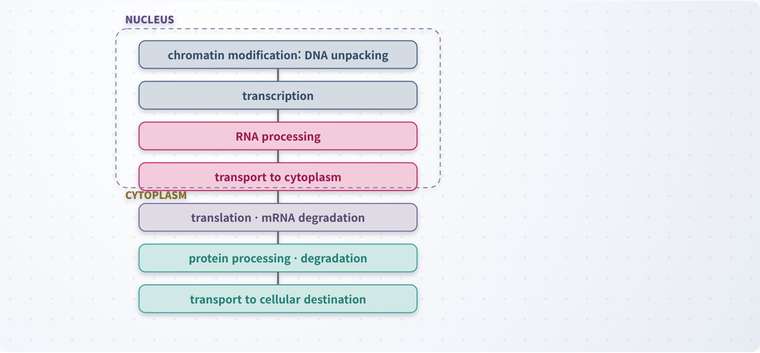 NUCLEUS
chromatin modification: DNA unpacking
transcription
RNA processing
transport to cytoplasm
CYTOPLASM
translation · mRNA degradation
protein processing · degradation
transport to cellular destination